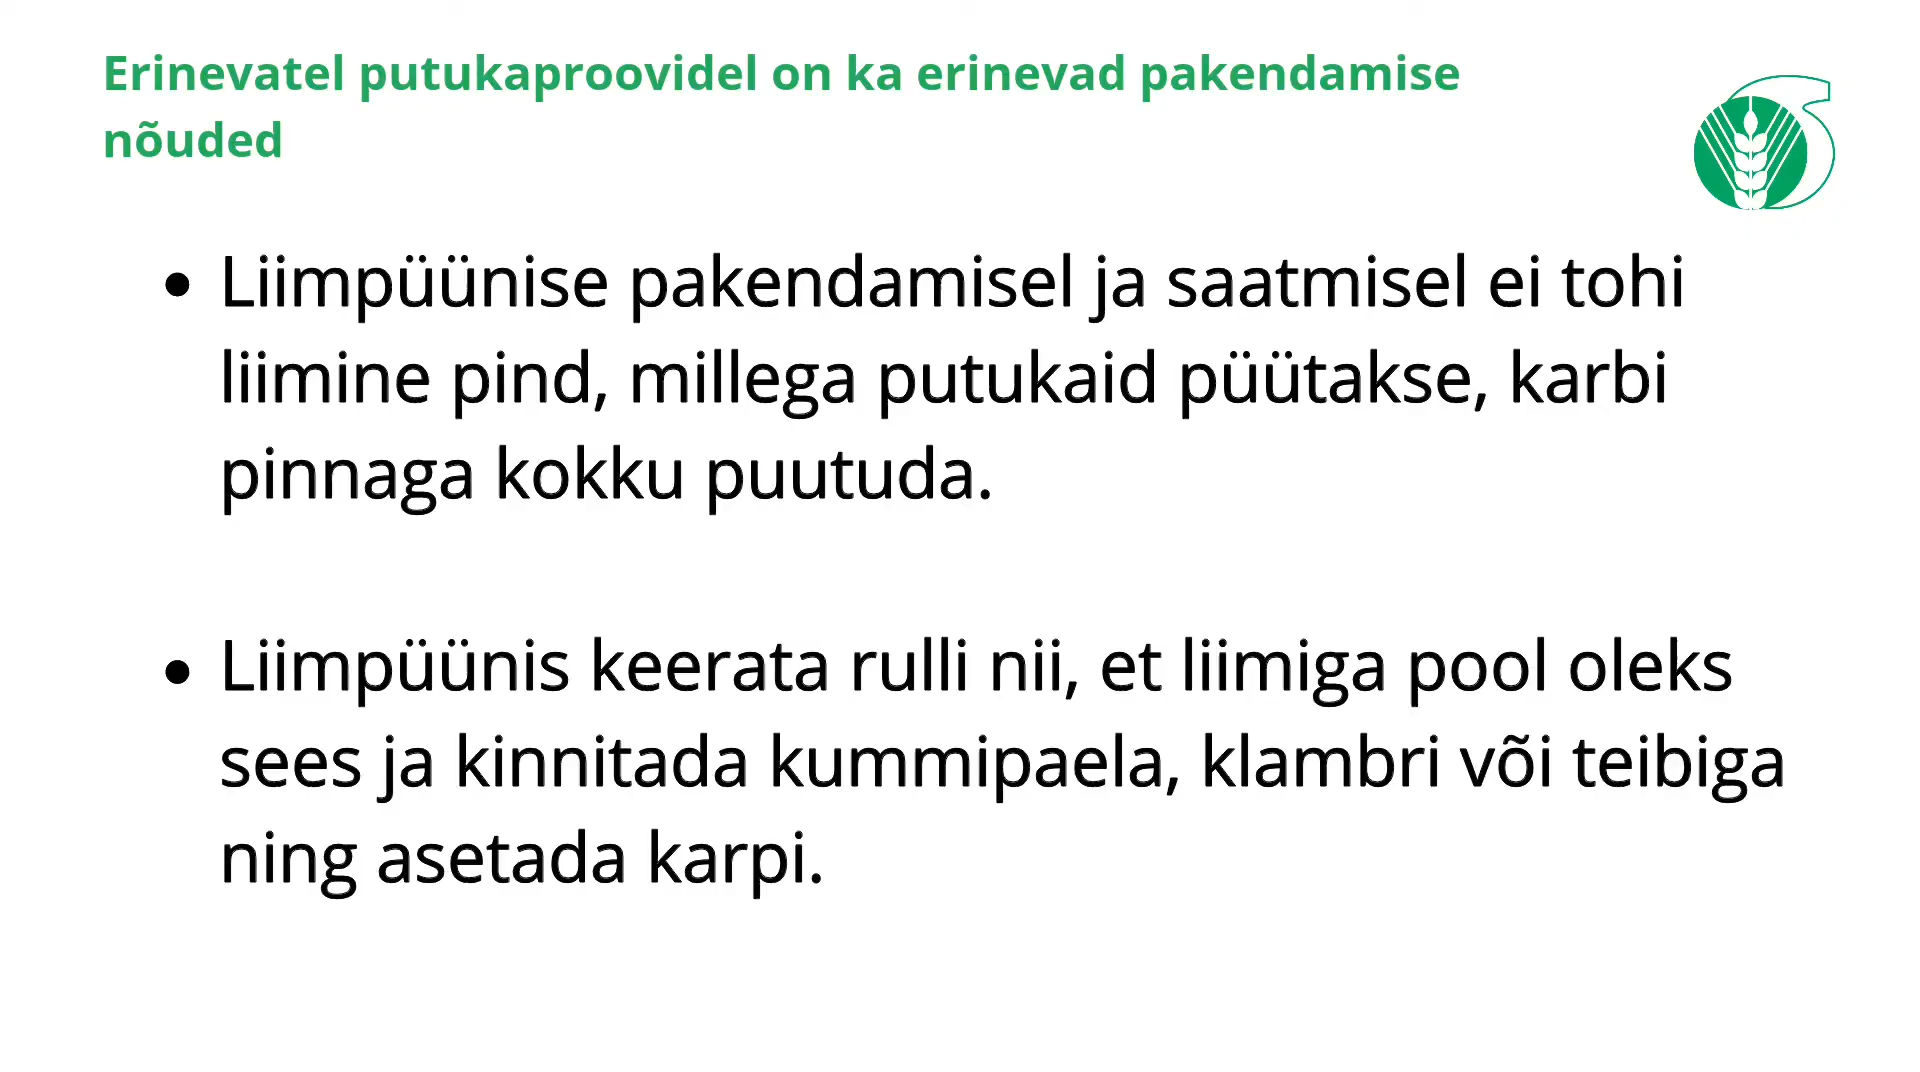 Erinevatel putukaproovidel on ka erinevad pakendamise
nõuded
• Liimpüünise pakendamisel ja saatmisel ei tohi
liimine pind, millega putukaid püütakse, karbi
pinnaga kokku puutuda.
• Liimpüünis keerata rulli nii, et liimiga pool oleks
sees ja kinnitada kummipaela, klambri või teibiga
ning asetada karpi.